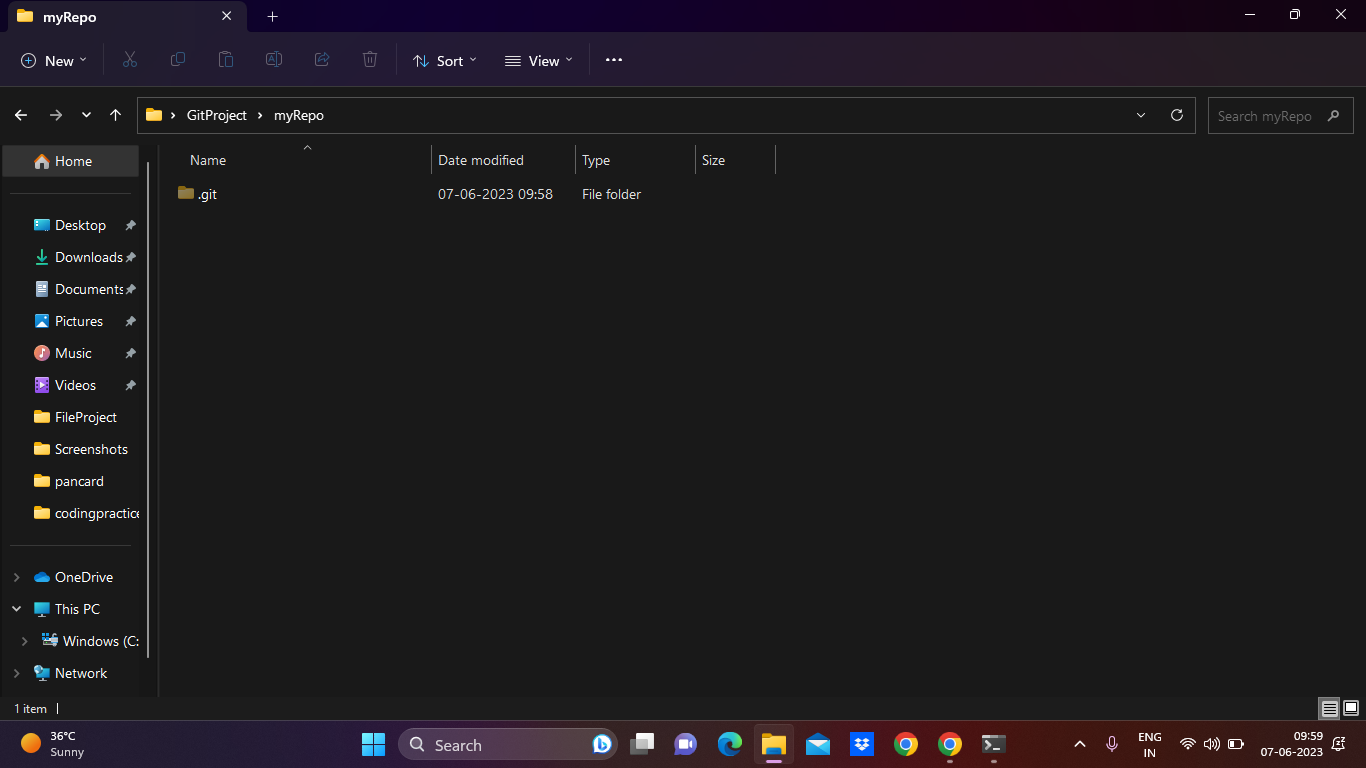 myRepo
New
Sort
View
GitProject
myRepo
Search myRepo
Name
Date modified
Type
Size
.git
07-06-2023 09:58
File folder
Home
Desktop
Downloads
Documents
Pictures
Music
Videos
FileProject
Screenshots
pancard
codingpractice
OneDrive
This PC
Windows (C:
Network
1 item
36°C
Sunny
Search
ENG
IN
09:59
07-06-2023